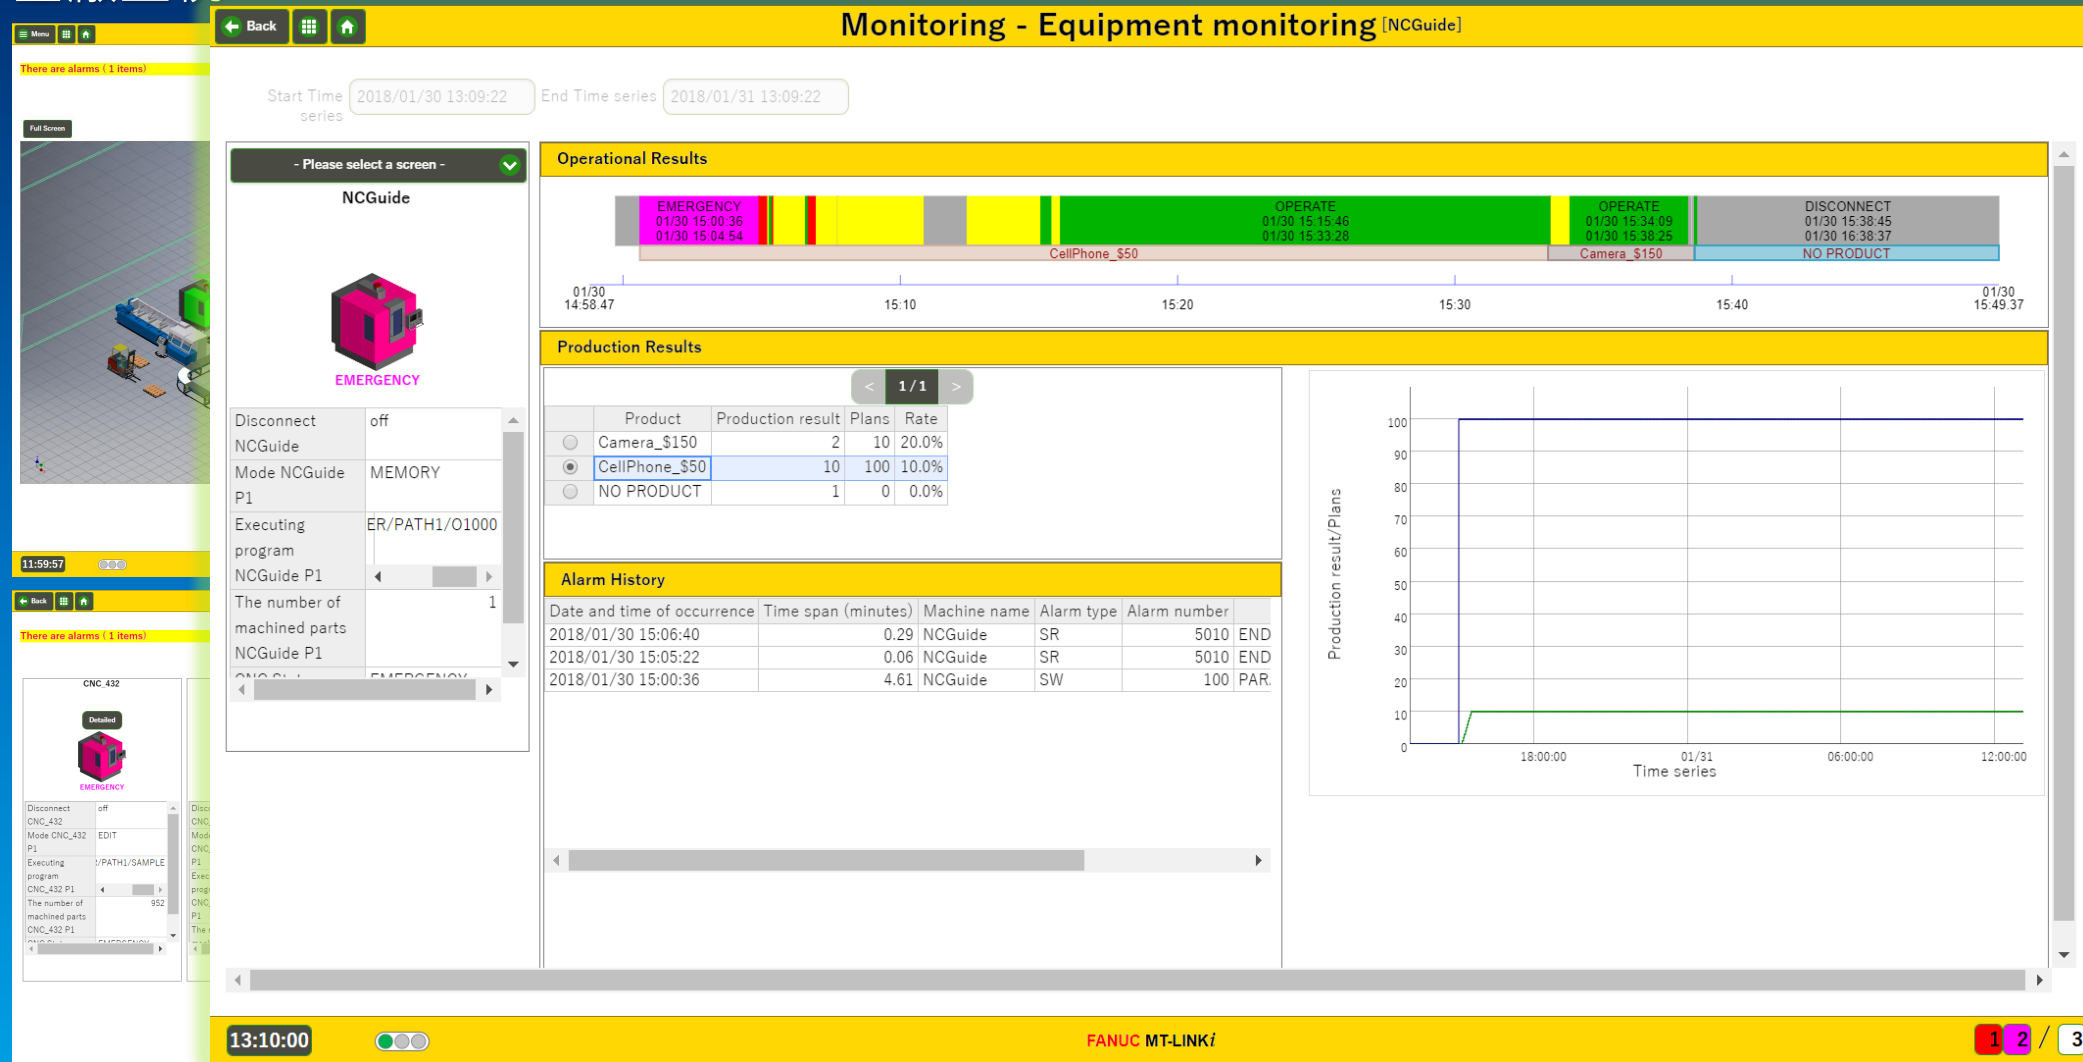 Menu
There are alarms ( 1 items)
Full Screen
11:59:57
Back
There are alarms ( 1 items)
CNC_432
Detailed
EMERGENCY
Disconnect CNC_432 off
Mode CNC_432 P1 EDIT
Executing program CNC_432 P1 :/PATH1/SAMPLE
The number of machined parts CNC_432 P1 952
Back
Monitoring - Equipment monitoring [NCGuide]
Start Time series 2018/01/30 13:09:22 End Time series 2018/01/31 13:09:22
- Please select a screen -
NCGuide
EMERGENCY
Disconnect NCGuide off
Mode NCGuide P1 MEMORY
Executing program NCGuide P1 ER/PATH1/O1000
The number of machined parts NCGuide P1 1
Operational Results
EMERGENCY
01/30 15:00:36
01/30 15:04:54
OPERATE
01/30 15:15:46
01/30 15:33:28
OPERATE
01/30 15:34:09
01/30 15:38:25
DISCONNECT
01/30 15:38:45
01/30 16:38:37
CellPhone_$50 Camera_$150 NO PRODUCT
01/30
14:58.47 15:10 15:20 15:30 15:40 01/30
15:49.37
Production Results
< 1/1 >
Product Production result Plans Rate
Camera_$150 2 10 20.0%
CellPhone_$50 10 100 10.0%
NO PRODUCT 1 0 0.0%
Alarm History
Date and time of occurrence Time span (minutes) Machine name Alarm type Alarm number
2018/01/30 15:06:40 0.29 NCGuide SR 5010 END
2018/01/30 15:05:22 0.06 NCGuide SR 5010 END
2018/01/30 15:00:36 4.61 NCGuide SW 100 PAR
Production result/Plans
100
90
80
70
60
50
40
30
20
10
0
18:00:00 01/31 06:00:00 12:00:00
Time series
13:10:00
FANUC MT-LINKi
1 2 / 3